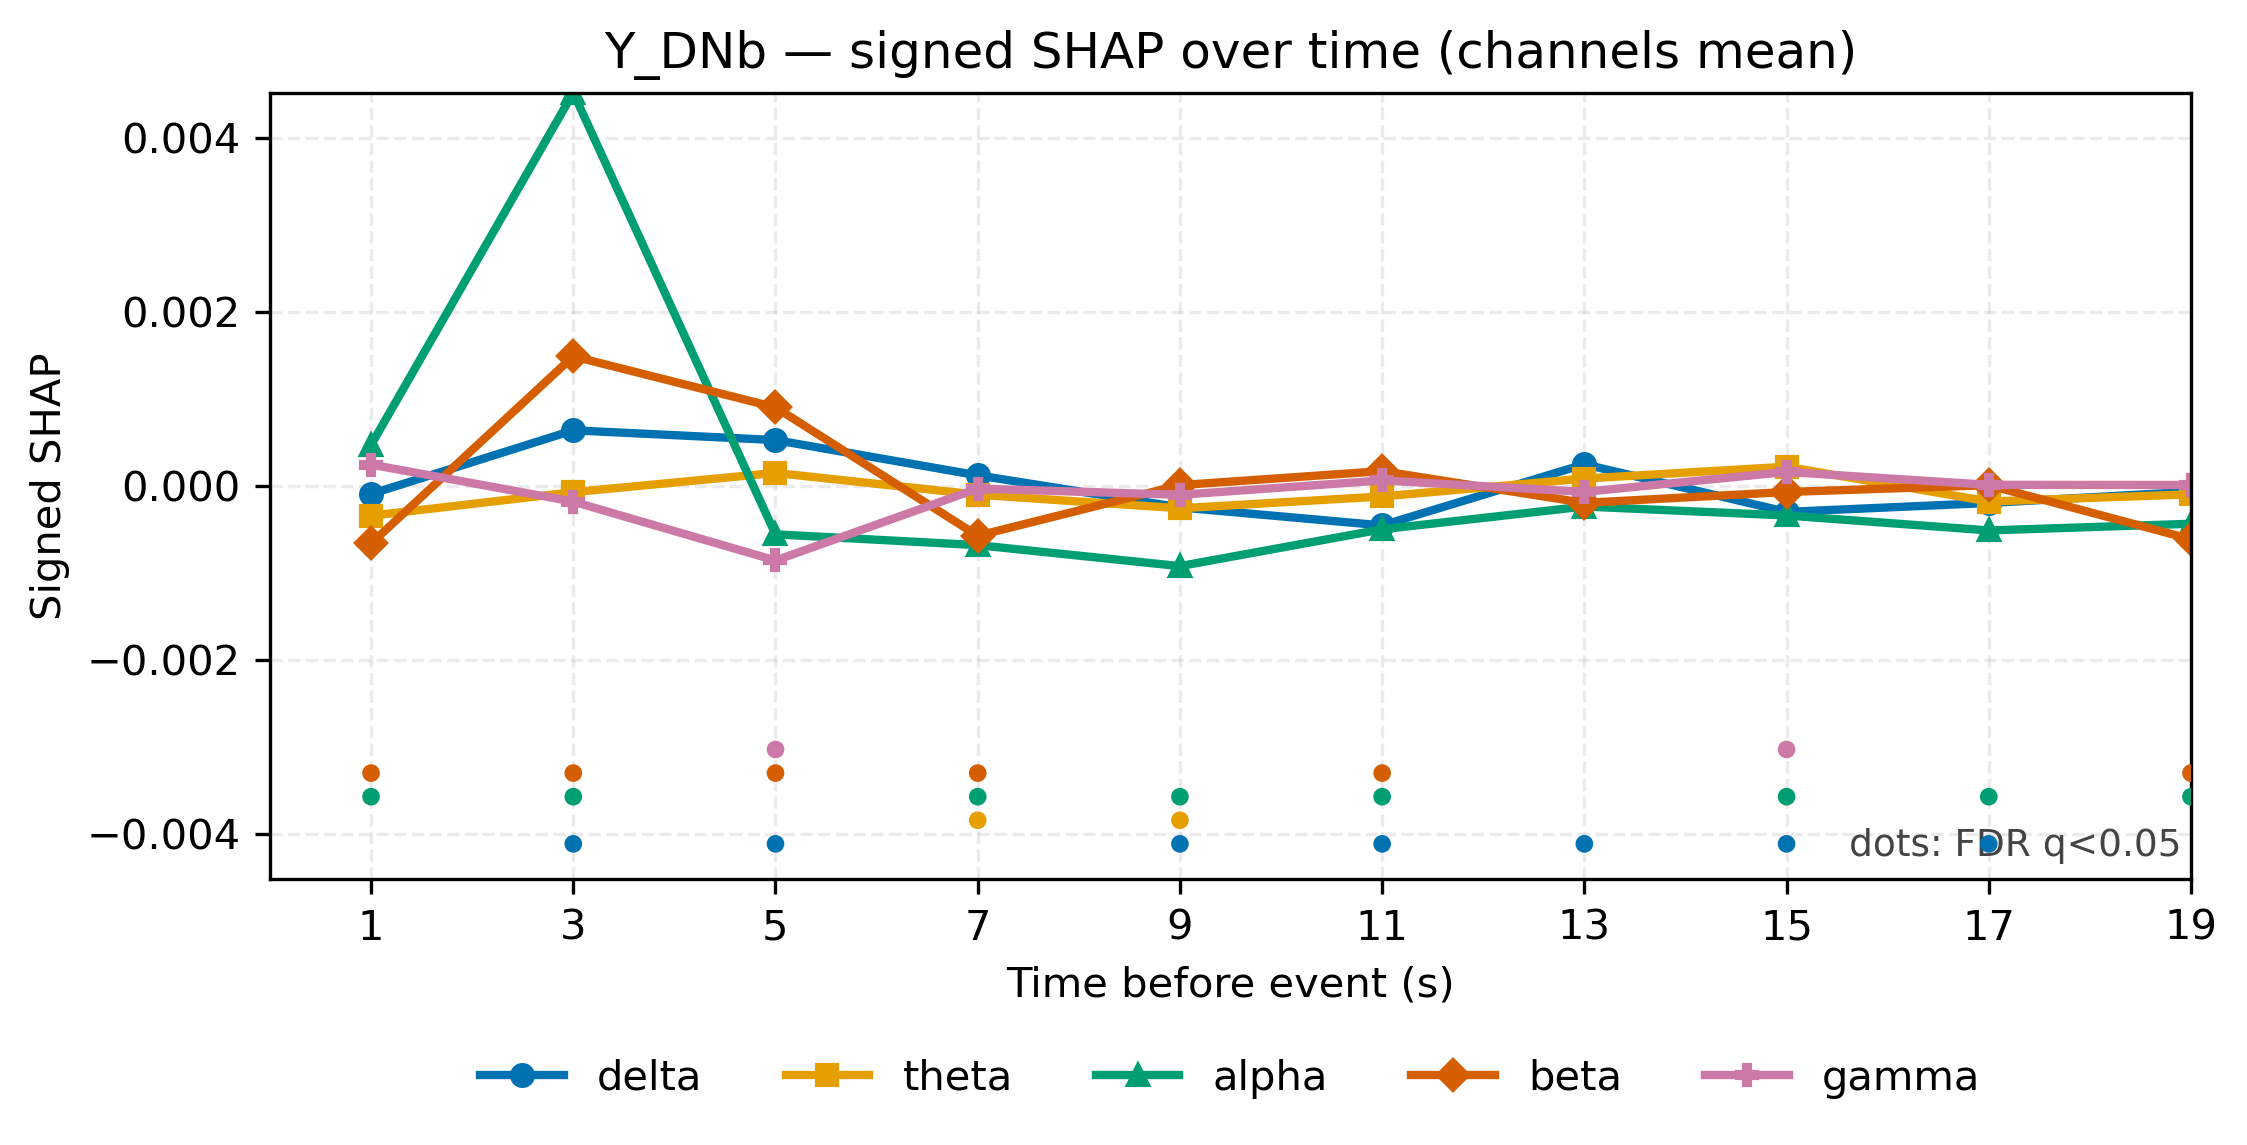 Y_DNb — signed SHAP over time (channels mean)
Signed SHAP
0.004
0.002
0.000
−0.002
−0.004
dots: FDR q<0.05
1 3 5 7 9 11 13 15 17 19
Time before event (s)
delta theta alpha beta gamma